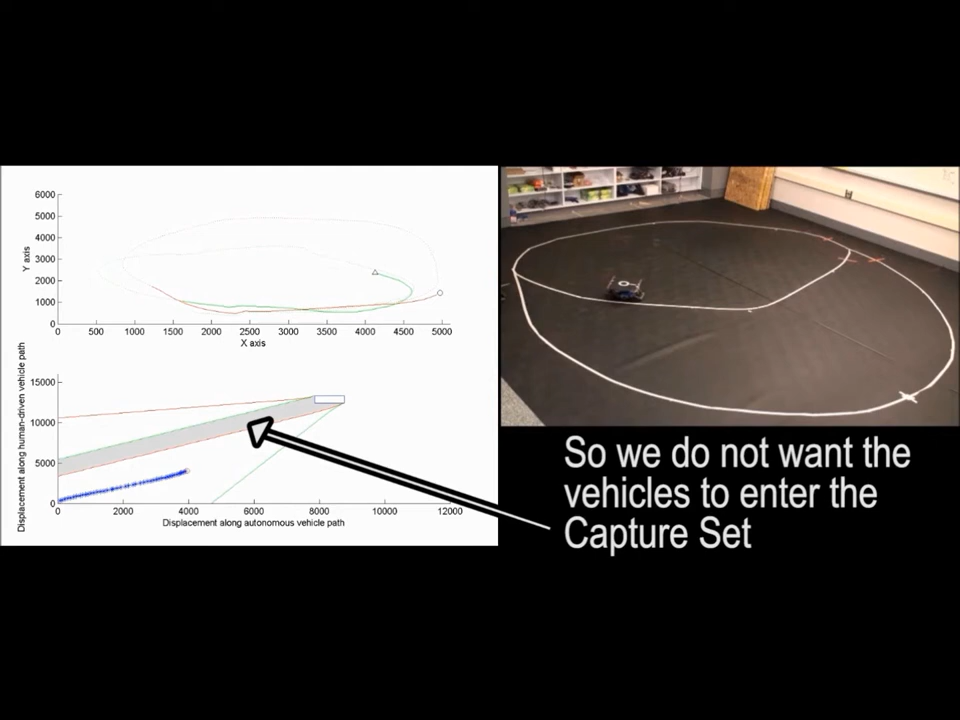 6000
5000
4000
3000
2000
1000
0
Y axis
0 500 1000 1500 2000 2500 3000 3500 4000 4500 5000
X axis
15000
10000
5000
0
Displacement along human-driven vehicle path
0 2000 4000 6000 8000 10000 12000
Displacement along autonomous vehicle path
So we do not want the
vehicles to enter the
Capture Set